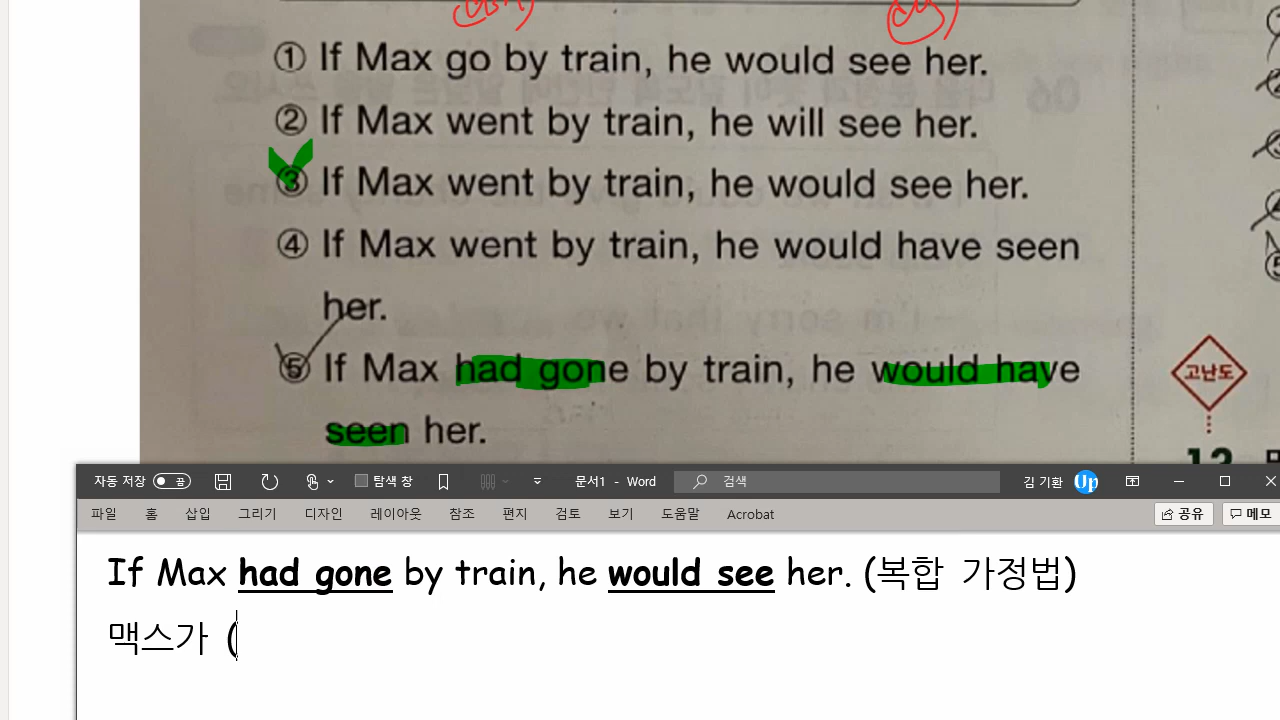 ① If Max go by train, he would see her.
② If Max went by train, he will see her.
③ If Max went by train, he would see her.
④ If Max went by train, he would have seen
her.
⑤ If Max had gone by train, he would have
seen her.
고난도
자동 저장 끔 탐색 창 문서1 - Word 검색 김 기환 Up
파일 홈 삽입 그리기 디자인 레이아웃 참조 편지 검토 보기 도움말 Acrobat 공유 메모
If Max had gone by train, he would see her. (복합 가정법)
맥스가 (